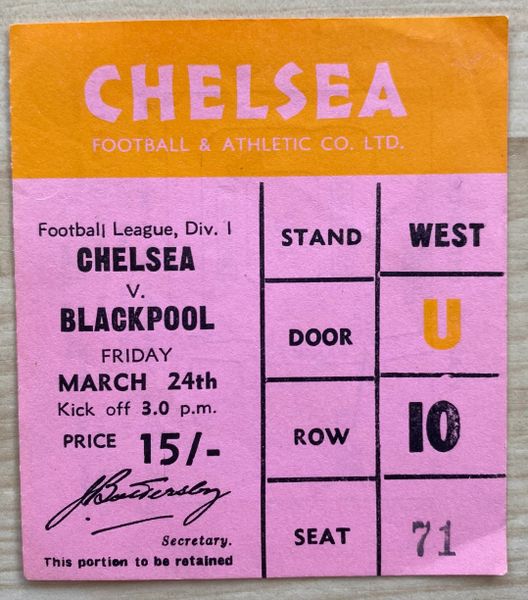 CHELSEA
FOOTBALL & ATHLETIC CO. LTD.
Football League, Div. I
CHELSEA
V.
BLACKPOOL
FRIDAY
MARCH 24th
Kick off 3.0 p.m.
PRICE 15/-
J Battersby
Secretary.
This portion to be retained
STAND WEST
DOOR U
ROW 10
SEAT 71